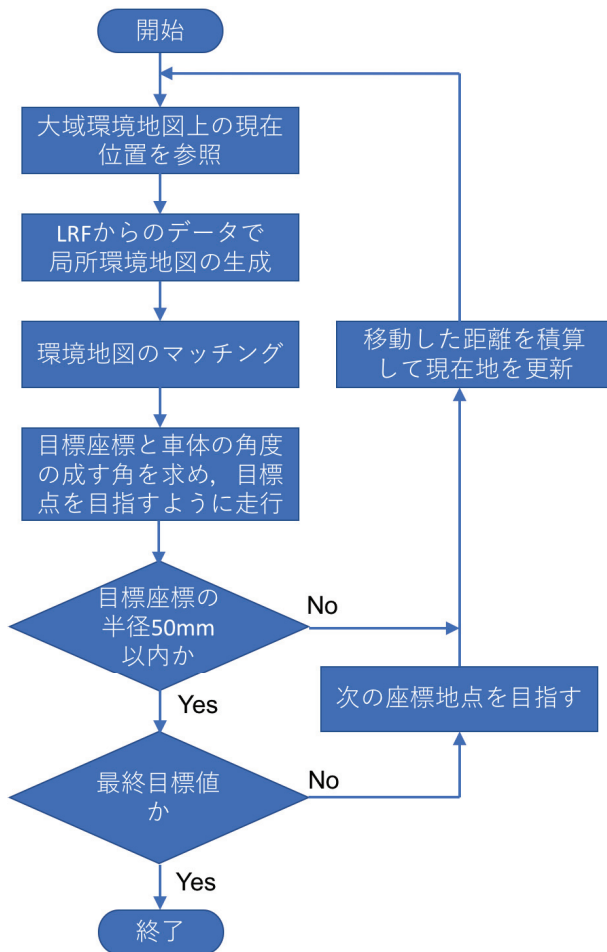 開始
大域環境地図上の現在
位置を参照
LRFからのデータで
局所環境地図の生成
環境地図のマッチング
移動した距離を積算
して現在地を更新
目標座標と車体の角度
の成す角を求め，目標
点を目指すように走行
目標座標の
半径50mm
以内か
No
Yes
次の座標地点を目指す
最終目標値
か
No
Yes
終了